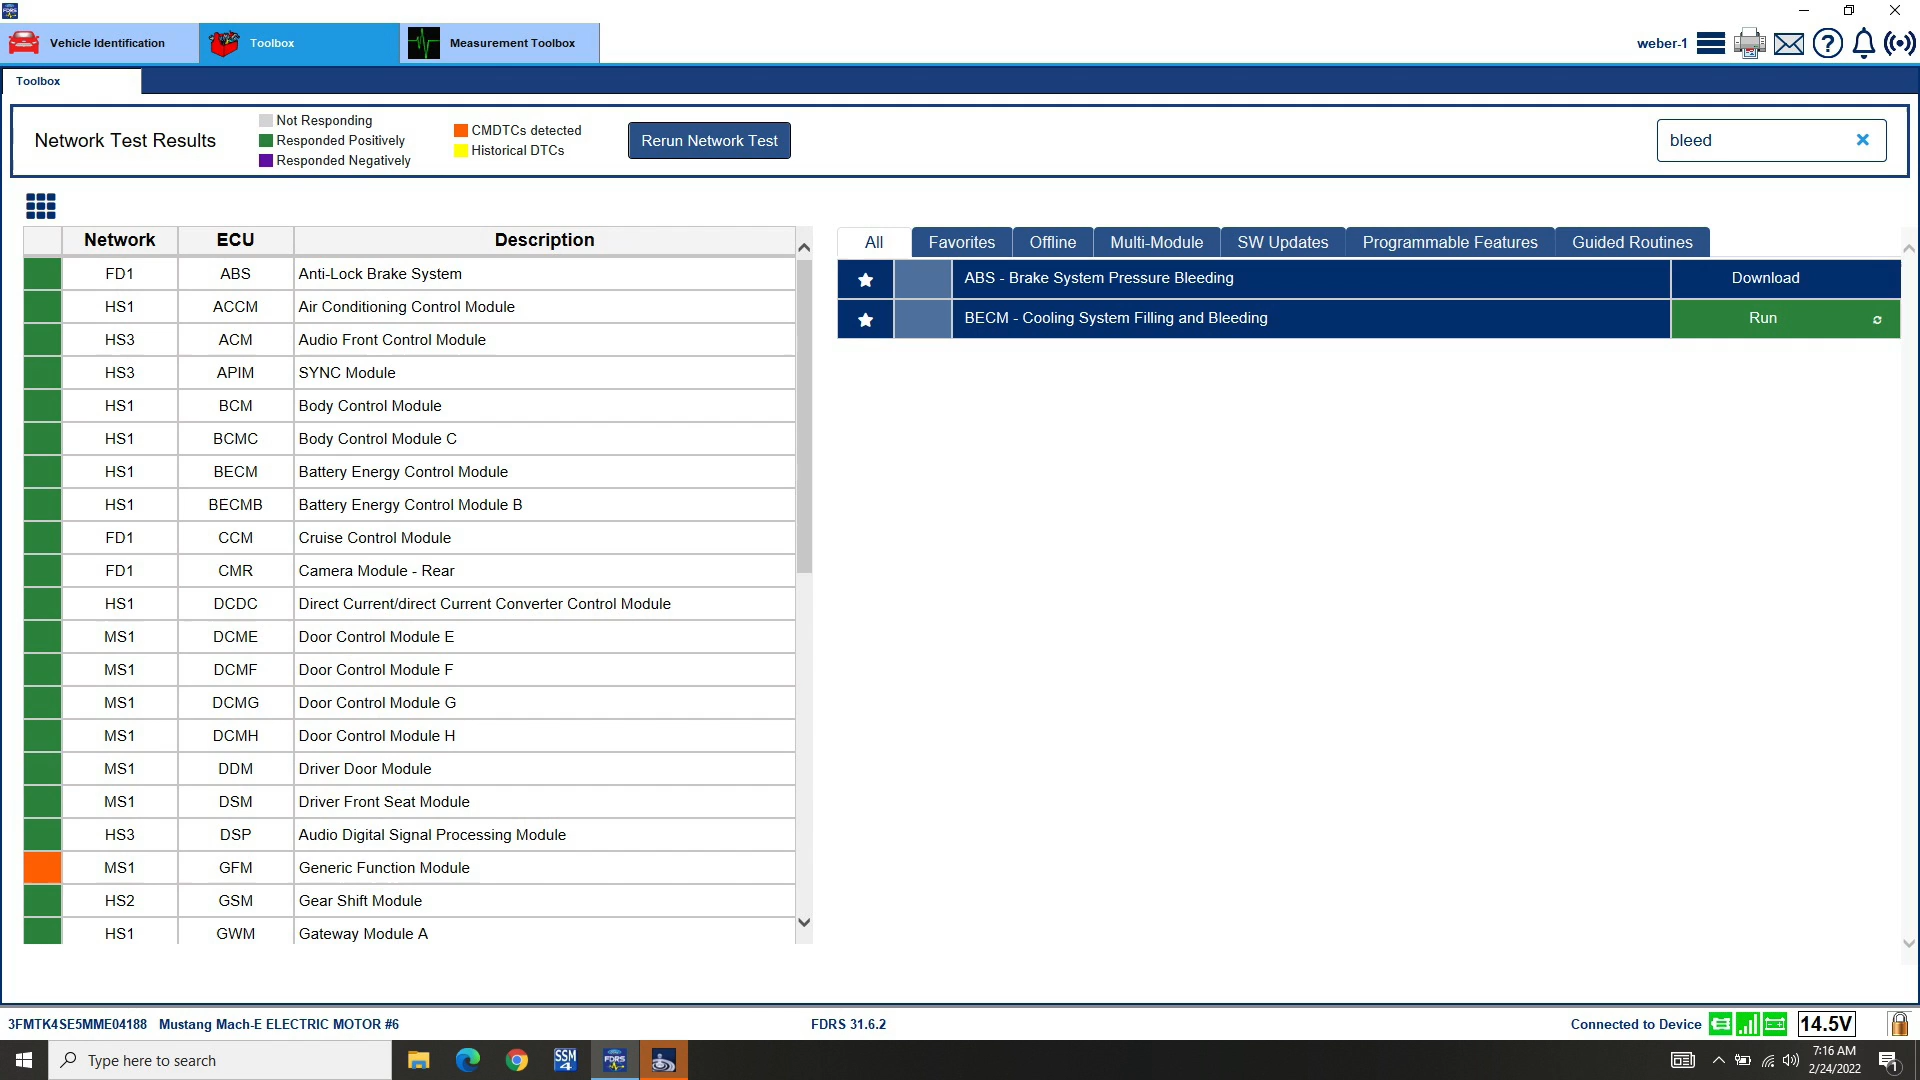 FDRS
Vehicle Identification
Toolbox
Measurement Toolbox
weber-1
Toolbox
Network Test Results
Not Responding
Responded Positively
Responded Negatively
CMDTCs detected
Historical DTCs
Rerun Network Test
bleed
Network ECU Description
FD1 ABS Anti-Lock Brake System
HS1 ACCM Air Conditioning Control Module
HS3 ACM Audio Front Control Module
HS3 APIM SYNC Module
HS1 BCM Body Control Module
HS1 BCMC Body Control Module C
HS1 BECM Battery Energy Control Module
HS1 BECMB Battery Energy Control Module B
FD1 CCM Cruise Control Module
FD1 CMR Camera Module - Rear
HS1 DCDC Direct Current/direct Current Converter Control Module
MS1 DCME Door Control Module E
MS1 DCMF Door Control Module F
MS1 DCMG Door Control Module G
MS1 DCMH Door Control Module H
MS1 DDM Driver Door Module
MS1 DSM Driver Front Seat Module
HS3 DSP Audio Digital Signal Processing Module
MS1 GFM Generic Function Module
HS2 GSM Gear Shift Module
HS1 GWM Gateway Module A
All Favorites Offline Multi-Module SW Updates Programmable Features Guided Routines
ABS - Brake System Pressure Bleeding Download
BECM - Cooling System Filling and Bleeding Run
3FMTK4SE5MME04188 Mustang Mach-E ELECTRIC MOTOR #6
FDRS 31.6.2
Connected to Device
14.5V
Type here to search
SSM
4
FDRS
7:16 AM
2/24/2022
1